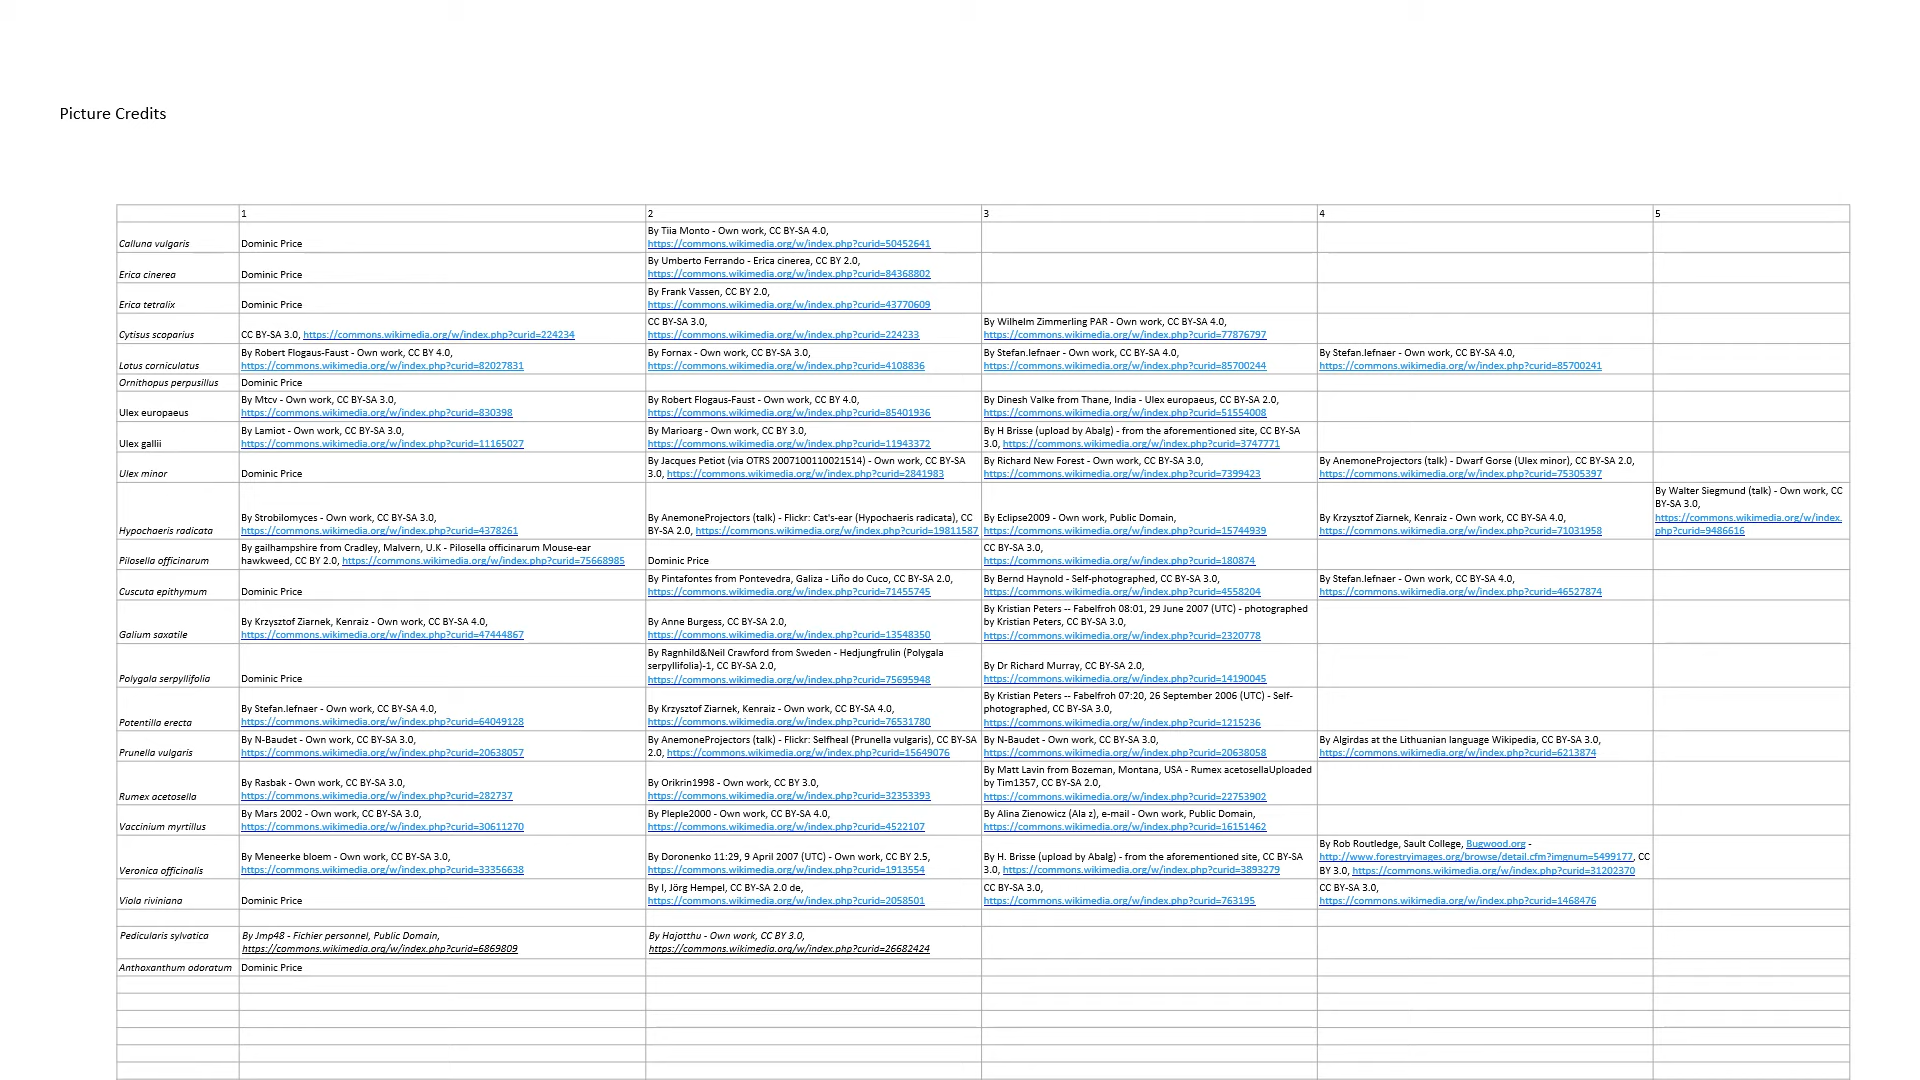 Picture Credits
1 2 3 4 5
Calluna vulgaris Dominic Price By Tiia Monto - Own work, CC BY-SA 4.0,
https://commons.wikimedia.org/w/index.php?curid=50452641
Erica cinerea Dominic Price By Umberto Ferrando - Erica cinerea, CC BY 2.0,
https://commons.wikimedia.org/w/index.php?curid=84368802
Erica tetralix Dominic Price By Frank Vassen, CC BY 2.0,
https://commons.wikimedia.org/w/index.php?curid=43770609
Cytisus scoparius CC BY-SA 3.0, https://commons.wikimedia.org/w/index.php?curid=224234
CC BY-SA 3.0,
https://commons.wikimedia.org/w/index.php?curid=224233
By Wilhelm Zimmerling PAR - Own work, CC BY-SA 4.0,
https://commons.wikimedia.org/w/index.php?curid=77876797
Lotus corniculatus
By Robert Flogaus-Faust - Own work, CC BY 4.0,
https://commons.wikimedia.org/w/index.php?curid=82027831
By Fornax - Own work, CC BY-SA 3.0,
https://commons.wikimedia.org/w/index.php?curid=4108836
By Stefan.lefnaer - Own work, CC BY-SA 4.0,
https://commons.wikimedia.org/w/index.php?curid=85700244
By Stefan.lefnaer - Own work, CC BY-SA 4.0,
https://commons.wikimedia.org/w/index.php?curid=85700241
Ornithopus perpusillus Dominic Price
Ulex europaeus
By Mtcv - Own work, CC BY-SA 3.0,
https://commons.wikimedia.org/w/index.php?curid=830398
By Robert Flogaus-Faust - Own work, CC BY 4.0,
https://commons.wikimedia.org/w/index.php?curid=85401936
By Dinesh Valke from Thane, India - Ulex europaeus, CC BY-SA 2.0,
https://commons.wikimedia.org/w/index.php?curid=51554008
Ulex gallii
By Lamiot - Own work, CC BY-SA 3.0,
https://commons.wikimedia.org/w/index.php?curid=11165027
By Marioarg - Own work, CC BY 3.0,
https://commons.wikimedia.org/w/index.php?curid=11943372
By H Brisse (upload by Abalg) - from the aforementioned site, CC BY-SA
3.0, https://commons.wikimedia.org/w/index.php?curid=3747771
Ulex minor Dominic Price
By Jacques Petiot (via OTRS 2007100110021514) - Own work, CC BY-SA
3.0, https://commons.wikimedia.org/w/index.php?curid=2841983
By Richard New Forest - Own work, CC BY-SA 3.0,
https://commons.wikimedia.org/w/index.php?curid=7399423
By AnemoneProjectors (talk) - Dwarf Gorse (Ulex minor), CC BY-SA 2.0,
https://commons.wikimedia.org/w/index.php?curid=75305397
Hypochaeris radicata
By Strobilomyces - Own work, CC BY-SA 3.0,
https://commons.wikimedia.org/w/index.php?curid=4378261
By AnemoneProjectors (talk) - Flickr: Cat's-ear (Hypochaeris radicata), CC
BY-SA 2.0, https://commons.wikimedia.org/w/index.php?curid=19811587
By Eclipse2009 - Own work, Public Domain,
https://commons.wikimedia.org/w/index.php?curid=15744939
By Krzysztof Ziarnek, Kenraiz - Own work, CC BY-SA 4.0,
https://commons.wikimedia.org/w/index.php?curid=71031958
By Walter Siegmund (talk) - Own work, CC
BY-SA 3.0,
https://commons.wikimedia.org/w/index.
php?curid=9486616
Pilosella officinarum
By gailhampshire from Cradley, Malvern, U.K - Pilosella officinarum Mouse-ear
hawkweed, CC BY 2.0, https://commons.wikimedia.org/w/index.php?curid=75668985
Dominic Price
CC BY-SA 3.0,
https://commons.wikimedia.org/w/index.php?curid=180874
Cuscuta epithymum Dominic Price
By Pintafontes from Pontevedra, Galiza - Liño do Cuco, CC BY-SA 2.0,
https://commons.wikimedia.org/w/index.php?curid=71455745
By Bernd Haynold - Self-photographed, CC BY-SA 3.0,
https://commons.wikimedia.org/w/index.php?curid=4558204
By Stefan.lefnaer - Own work, CC BY-SA 4.0,
https://commons.wikimedia.org/w/index.php?curid=46527874
Galium saxatile
By Krzysztof Ziarnek, Kenraiz - Own work, CC BY-SA 4.0,
https://commons.wikimedia.org/w/index.php?curid=47444867
By Anne Burgess, CC BY-SA 2.0,
https://commons.wikimedia.org/w/index.php?curid=13548350
By Kristian Peters -- Fabelfroh 08:01, 29 June 2007 (UTC) - photographed
by Kristian Peters, CC BY-SA 3.0,
https://commons.wikimedia.org/w/index.php?curid=2320778
Polygala serpyllifolia Dominic Price
By Ragnhild&Neil Crawford from Sweden - Hedjungfrulin (Polygala
serpyllifolia)-1, CC BY-SA 2.0,
https://commons.wikimedia.org/w/index.php?curid=75695948
By Dr Richard Murray, CC BY-SA 2.0,
https://commons.wikimedia.org/w/index.php?curid=14190045
Potentilla erecta
By Stefan.lefnaer - Own work, CC BY-SA 4.0,
https://commons.wikimedia.org/w/index.php?curid=64049128
By Krzysztof Ziarnek, Kenraiz - Own work, CC BY-SA 4.0,
https://commons.wikimedia.org/w/index.php?curid=76531780
By Kristian Peters -- Fabelfroh 07:20, 26 September 2006 (UTC) - Self-
photographed, CC BY-SA 3.0,
https://commons.wikimedia.org/w/index.php?curid=1215236
Prunella vulgaris
By N-Baudet - Own work, CC BY-SA 3.0,
https://commons.wikimedia.org/w/index.php?curid=20638057
By AnemoneProjectors (talk) - Flickr: Selfheal (Prunella vulgaris), CC BY-SA
2.0, https://commons.wikimedia.org/w/index.php?curid=15649076
By N-Baudet - Own work, CC BY-SA 3.0,
https://commons.wikimedia.org/w/index.php?curid=20638058
By Algirdas at the Lithuanian language Wikipedia, CC BY-SA 3.0,
https://commons.wikimedia.org/w/index.php?curid=6213874
Rumex acetosella
By Rasbak - Own work, CC BY-SA 3.0,
https://commons.wikimedia.org/w/index.php?curid=282737
By Orikrin1998 - Own work, CC BY 3.0,
https://commons.wikimedia.org/w/index.php?curid=32353393
By Matt Lavin from Bozeman, Montana, USA - Rumex acetosellaUploaded
by Tim1357, CC BY-SA 2.0,
https://commons.wikimedia.org/w/index.php?curid=22753902
Vaccinium myrtillus
By Mars 2002 - Own work, CC BY-SA 3.0,
https://commons.wikimedia.org/w/index.php?curid=30611270
By Pleple2000 - Own work, CC BY-SA 4.0,
https://commons.wikimedia.org/w/index.php?curid=4522107
By Alina Zienowicz (Ala z), e-mail - Own work, Public Domain,
https://commons.wikimedia.org/w/index.php?curid=16151462
Veronica officinalis
By Meneerke bloem - Own work, CC BY-SA 3.0,
https://commons.wikimedia.org/w/index.php?curid=33356638
By Doronenko 11:29, 9 April 2007 (UTC) - Own work, CC BY 2.5,
https://commons.wikimedia.org/w/index.php?curid=1913554
By H. Brisse (upload by Abalg) - from the aforementioned site, CC BY-SA
3.0, https://commons.wikimedia.org/w/index.php?curid=3893279
By Rob Routledge, Sault College, Bugwood.org -
http://www.forestryimages.org/browse/detail.cfm?imgnum=5499177, CC
BY 3.0, https://commons.wikimedia.org/w/index.php?curid=31202370
Viola riviniana Dominic Price
By I, Jörg Hempel, CC BY-SA 2.0 de,
https://commons.wikimedia.org/w/index.php?curid=2058501
CC BY-SA 3.0,
https://commons.wikimedia.org/w/index.php?curid=763195
CC BY-SA 3.0,
https://commons.wikimedia.org/w/index.php?curid=1468476
Pedicularis sylvatica
By Jmp48 - Fichier personnel, Public Domain,
https://commons.wikimedia.org/w/index.php?curid=6869809
By Hajotthu - Own work, CC BY 3.0,
https://commons.wikimedia.org/w/index.php?curid=26682424
Anthoxanthum odoratum Dominic Price